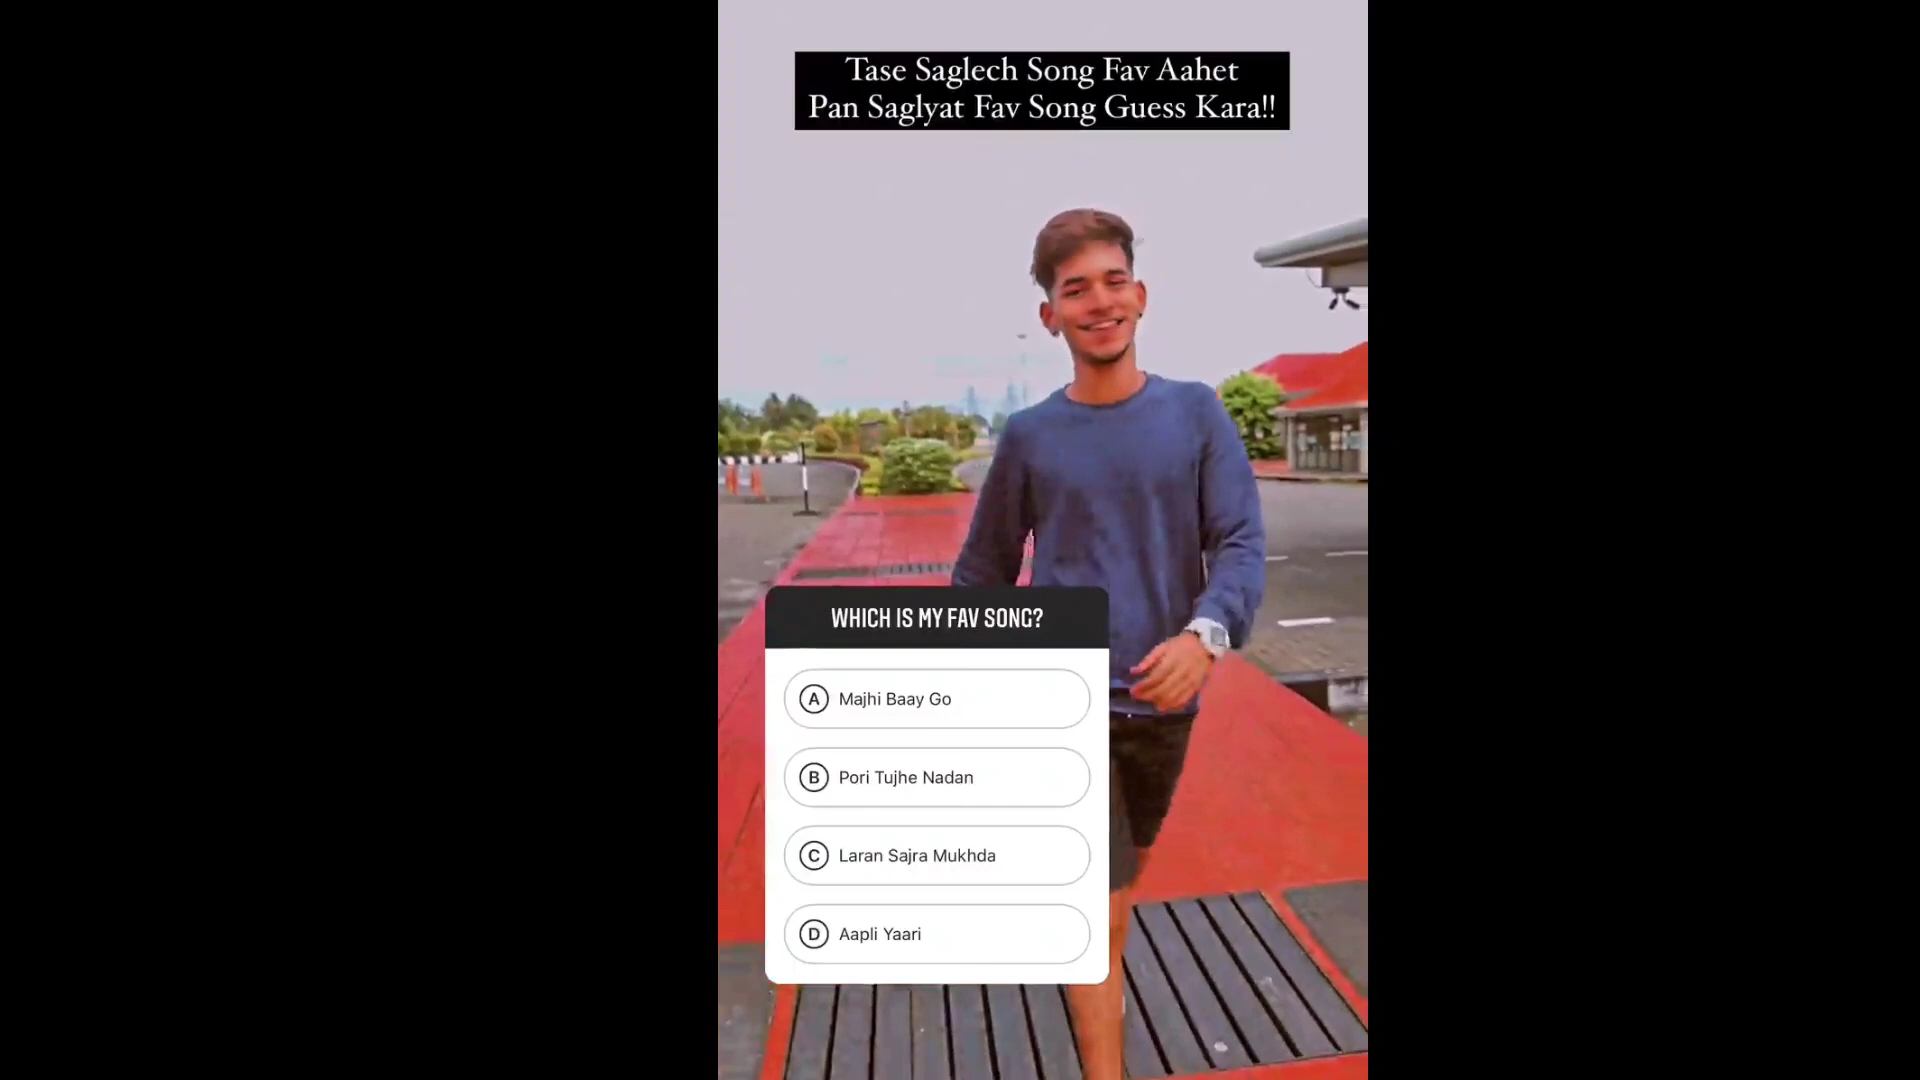 Tase Saglech Song Fav Aahet
Pan Saglyat Fav Song Guess Kara!!
WHICH IS MY FAV SONG?
A Majhi Baay Go
B Pori Tujhe Nadan
C Laran Sajra Mukhda
D Aapli Yaari